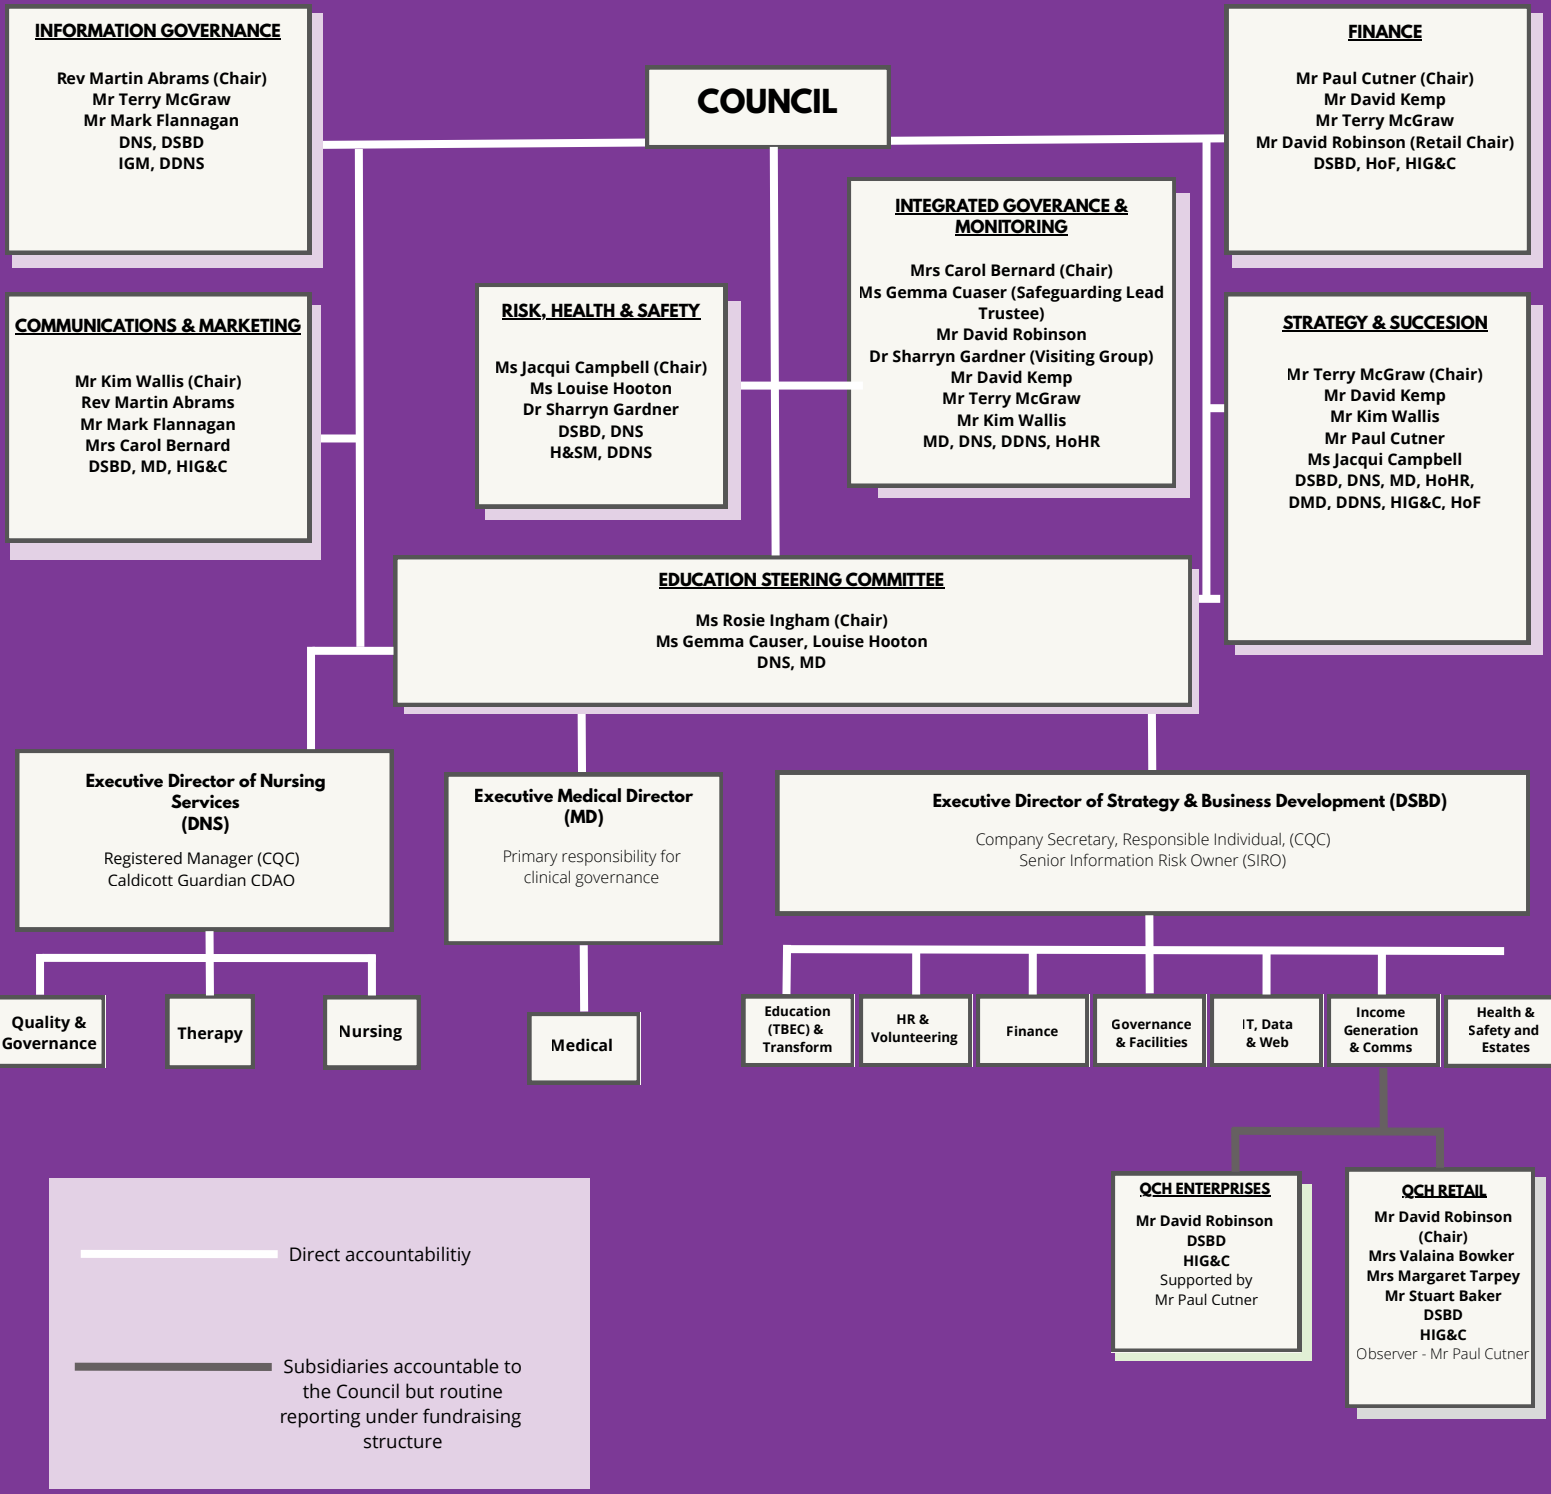 INFORMATION GOVERNANCE
Rev Martin Abrams (Chair)
Mr Terry McGraw
Mr Mark Flannagan
DNS, DSBD
IGM, DDNS
COUNCIL
FINANCE
Mr Paul Cutner (Chair)
Mr David Kemp
Mr Terry McGraw
Mr David Robinson (Retail Chair)
DSBD, HoF, HIG&C
COMMUNICATIONS & MARKETING
Mr Kim Wallis (Chair)
Rev Martin Abrams
Mr Mark Flannagan
Mrs Carol Bernard
DSBD, MD, HIG&C
RISK, HEALTH & SAFETY
Ms Jacqui Campbell (Chair)
Ms Louise Hooton
Dr Sharryn Gardner
DSBD, DNS
H&SM, DDNS
INTEGRATED GOVERANCE &
MONITORING
Mrs Carol Bernard (Chair)
Ms Gemma Cuaser (Safeguarding Lead
Trustee)
Mr David Robinson
Dr Sharryn Gardner (Visiting Group)
Mr David Kemp
Mr Terry McGraw
Mr Kim Wallis
MD, DNS, DDNS, HoHR
STRATEGY & SUCCESION
Mr Terry McGraw (Chair)
Mr David Kemp
Mr Kim Wallis
Mr Paul Cutner
Ms Jacqui Campbell
DSBD, DNS, MD, HoHR,
DMD, DDNS, HIG&C, HoF
EDUCATION STEERING COMMITTEE
Ms Rosie Ingham (Chair)
Ms Gemma Causer, Louise Hooton
DNS, MD
Executive Director of Nursing
Services
(DNS)
Registered Manager (CQC)
Caldicott Guardian CDAO
Executive Medical Director
(MD)
Primary responsibility for
clinical governance
Executive Director of Strategy & Business Development (DSBD)
Company Secretary, Responsible Individual, (CQC)
Senior Information Risk Owner (SIRO)
Quality &
Governance
Therapy
Nursing
Medical
Education
(TBEC) &
Transform
HR &
Volunteering
Finance
Governance
& Facilities
IT, Data
& Web
Income
Generation
& Comms
Health &
Safety and
Estates
QCH ENTERPRISES
Mr David Robinson
DSBD
HIG&C
Supported by
Mr Paul Cutner
QCH RETAIL
Mr David Robinson
(Chair)
Mrs Valaina Bowker
Mrs Margaret Tarpey
Mr Stuart Baker
DSBD
HIG&C
Observer - Mr Paul Cutner
Direct accountabilitiy
Subsidiaries accountable to
the Council but routine
reporting under fundraising
structure